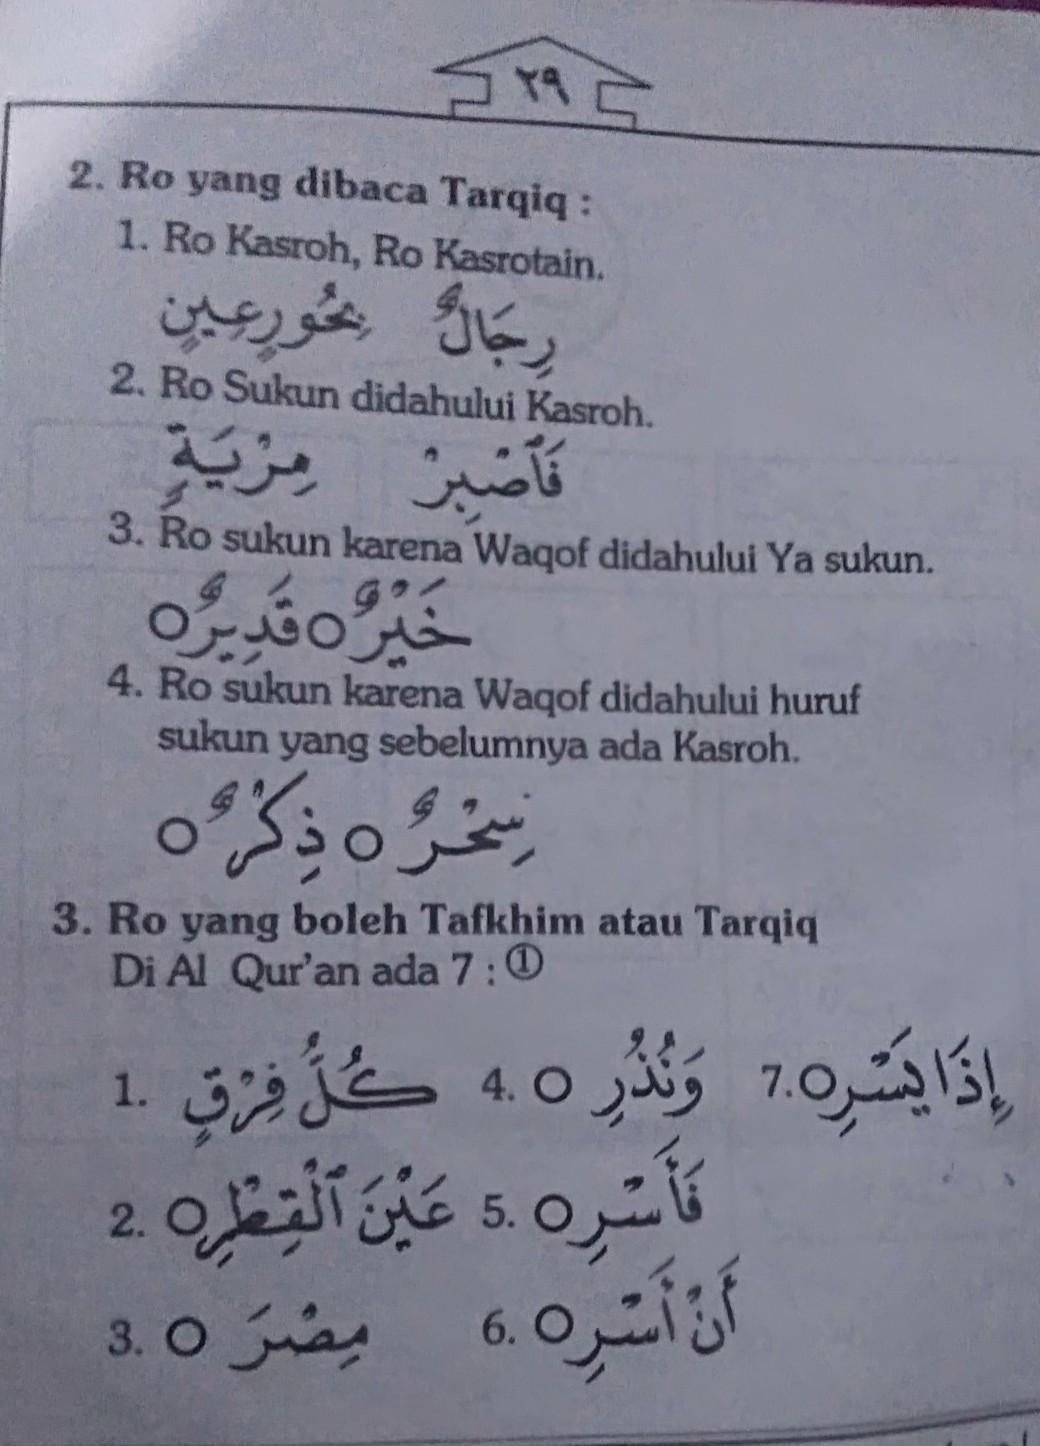 ٢٩
2. Ro yang dibaca Tarqiq :
1. Ro Kasroh, Ro Kasrotain.
رِجَالٌ بِحُورٍعِينٍ
2. Ro Sukun didahului Kasroh.
فَٱصْبِرْ مِرْيَةٍ
3. Ro sukun karena Waqof didahului Ya sukun.
خَيْرٌ ○ قَدِيرٌ ○
4. Ro sukun karena Waqof didahului huruf
sukun yang sebelumnya ada Kasroh.
سِحْرٌ ○ ذِكْرٌ ○
3. Ro yang boleh Tafkhim atau Tarqiq
Di Al Qur'an ada 7 : ①
1. كُلُّ فِرْقٍ 4. وَنُذُرِ ○ 7. إِذَا يَسْرِ ○
2. عَيْنَ ٱلْقِطْرِ ○ 5. فَأَسْرِ ○
3. مِصْرَ ○ 6. أَنْ أَسْرِ ○